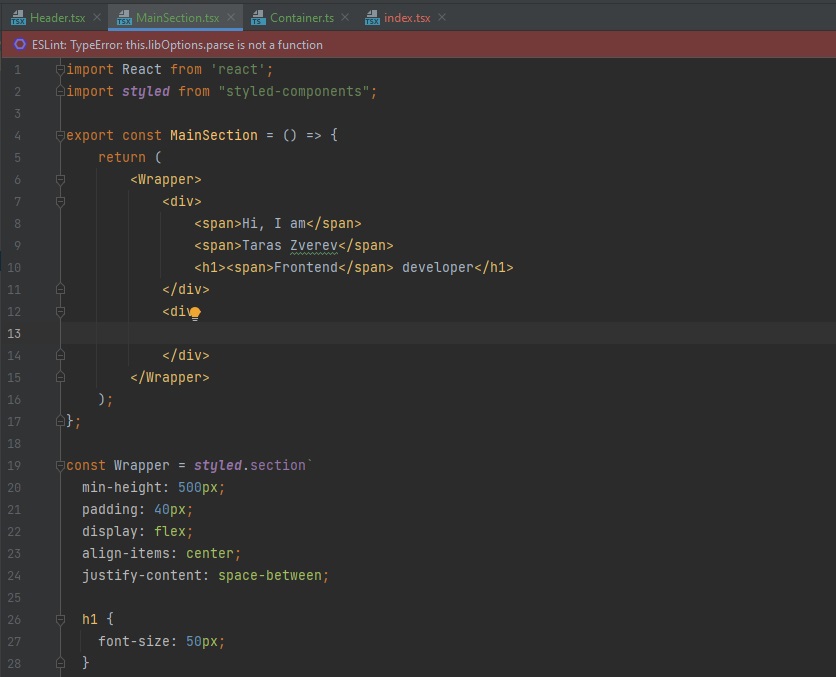 Header.tsx MainSection.tsx Container.ts index.tsx
ESLint: TypeError: this.libOptions.parse is not a function
1 import React from 'react';
2 import styled from "styled-components";
3
4 export const MainSection = () => {
5 return (
6 <Wrapper>
7 <div>
8 <span>Hi, I am</span>
9 <span>Taras Zverev</span>
10 <h1><span>Frontend</span> developer</h1>
11 </div>
12 <div
13
14 </div>
15 </Wrapper>
16 );
17 };
18
19 const Wrapper = styled.section`
20 min-height: 500px;
21 padding: 40px;
22 display: flex;
23 align-items: center;
24 justify-content: space-between;
25
26 h1 {
27 font-size: 50px;
28 }